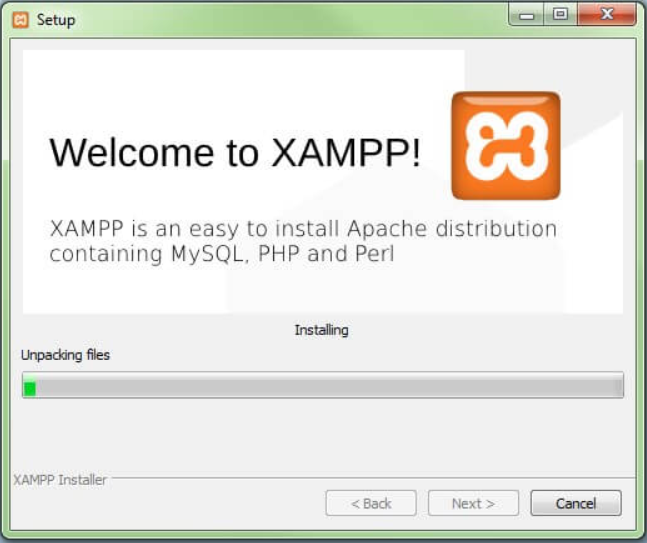 Setup
Welcome to XAMPP!
XAMPP is an easy to install Apache distribution
containing MySQL, PHP and Perl
Installing
Unpacking files
XAMPP Installer
< Back Next > Cancel